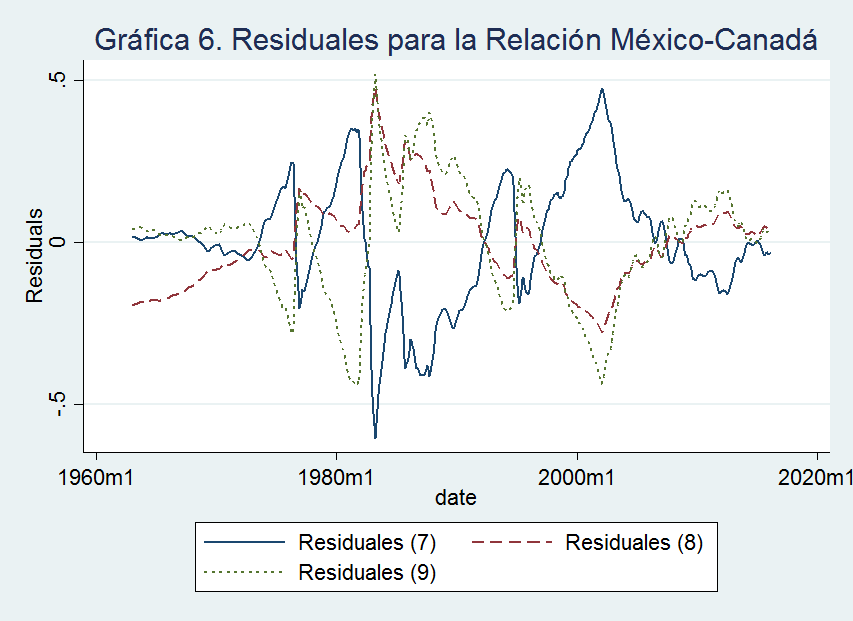 Gráfica 6. Residuales para la Relación México-Canadá
.5
0
-.5
Residuals
1960m1 1980m1 2000m1 2020m1
date
Residuales (7) Residuales (8)
Residuales (9)